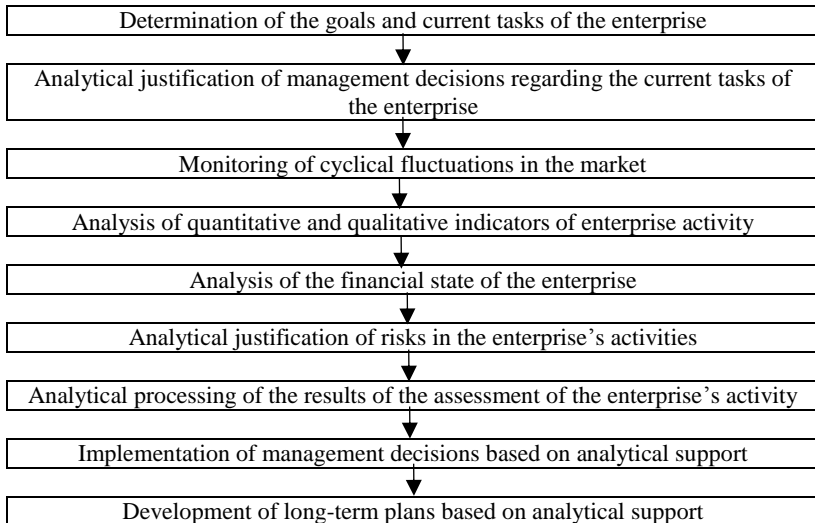 Determination of the goals and current tasks of the enterprise
Analytical justification of management decisions regarding the current tasks of
the enterprise
Monitoring of cyclical fluctuations in the market
Analysis of quantitative and qualitative indicators of enterprise activity
Analysis of the financial state of the enterprise
Analytical justification of risks in the enterprise’s activities
Analytical processing of the results of the assessment of the enterprise’s activity
Implementation of management decisions based on analytical support
Development of long-term plans based on analytical support